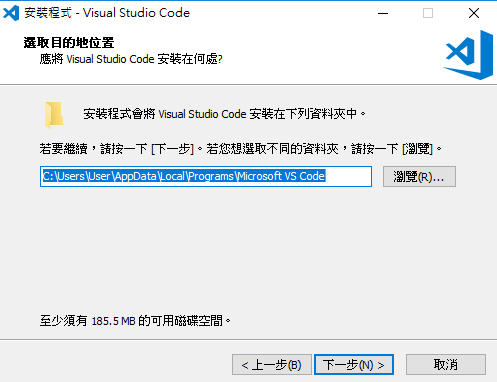 安裝程式 - Visual Studio Code
選取目的地位置
應將 Visual Studio Code 安裝在何處?
安裝程式會將 Visual Studio Code 安裝在下列資料夾中。
若要繼續，請按一下 [下一步]。若您想選取不同的資料夾，請按一下 [瀏覽]。
C:\Users\User\AppData\Local\Programs\Microsoft VS Code
瀏覽(R)...
至少須有 185.5 MB 的可用磁碟空間。
< 上一步(B)
下一步(N) >
取消